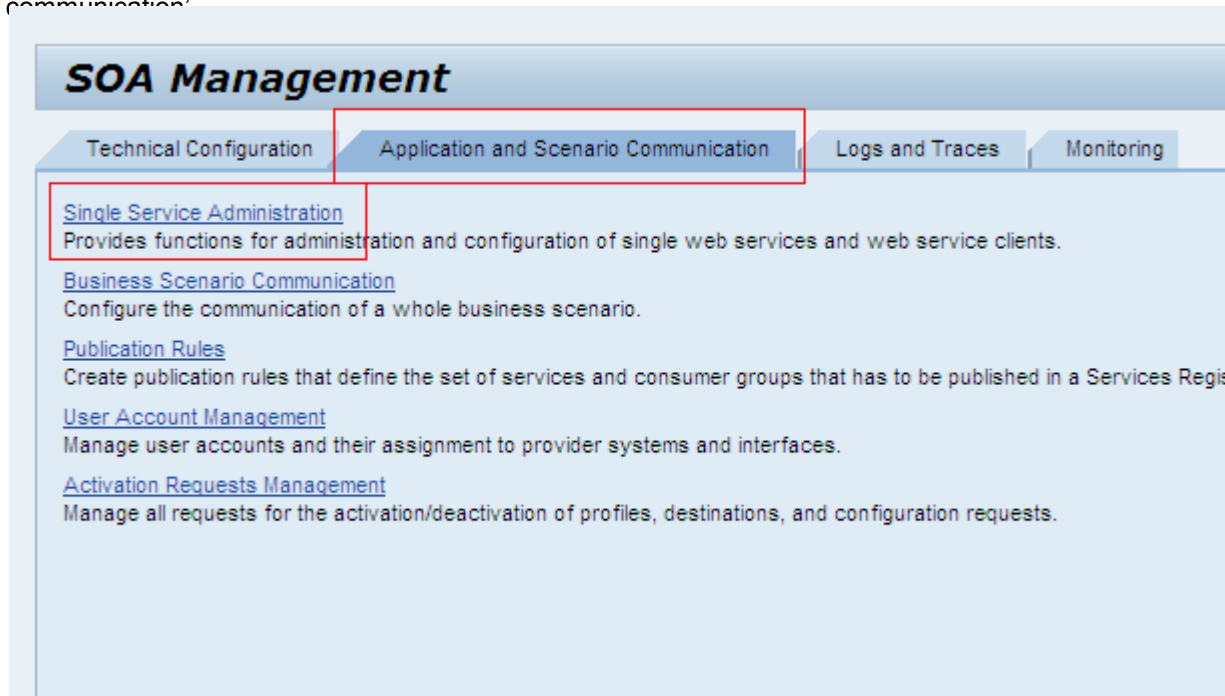 communication'
SOA Management
Technical Configuration Application and Scenario Communication Logs and Traces Monitoring
Single Service Administration
Provides functions for administration and configuration of single web services and web service clients.
Business Scenario Communication
Configure the communication of a whole business scenario.
Publication Rules
Create publication rules that define the set of services and consumer groups that has to be published in a Services Regis
User Account Management
Manage user accounts and their assignment to provider systems and interfaces.
Activation Requests Management
Manage all requests for the activation/deactivation of profiles, destinations, and configuration requests.